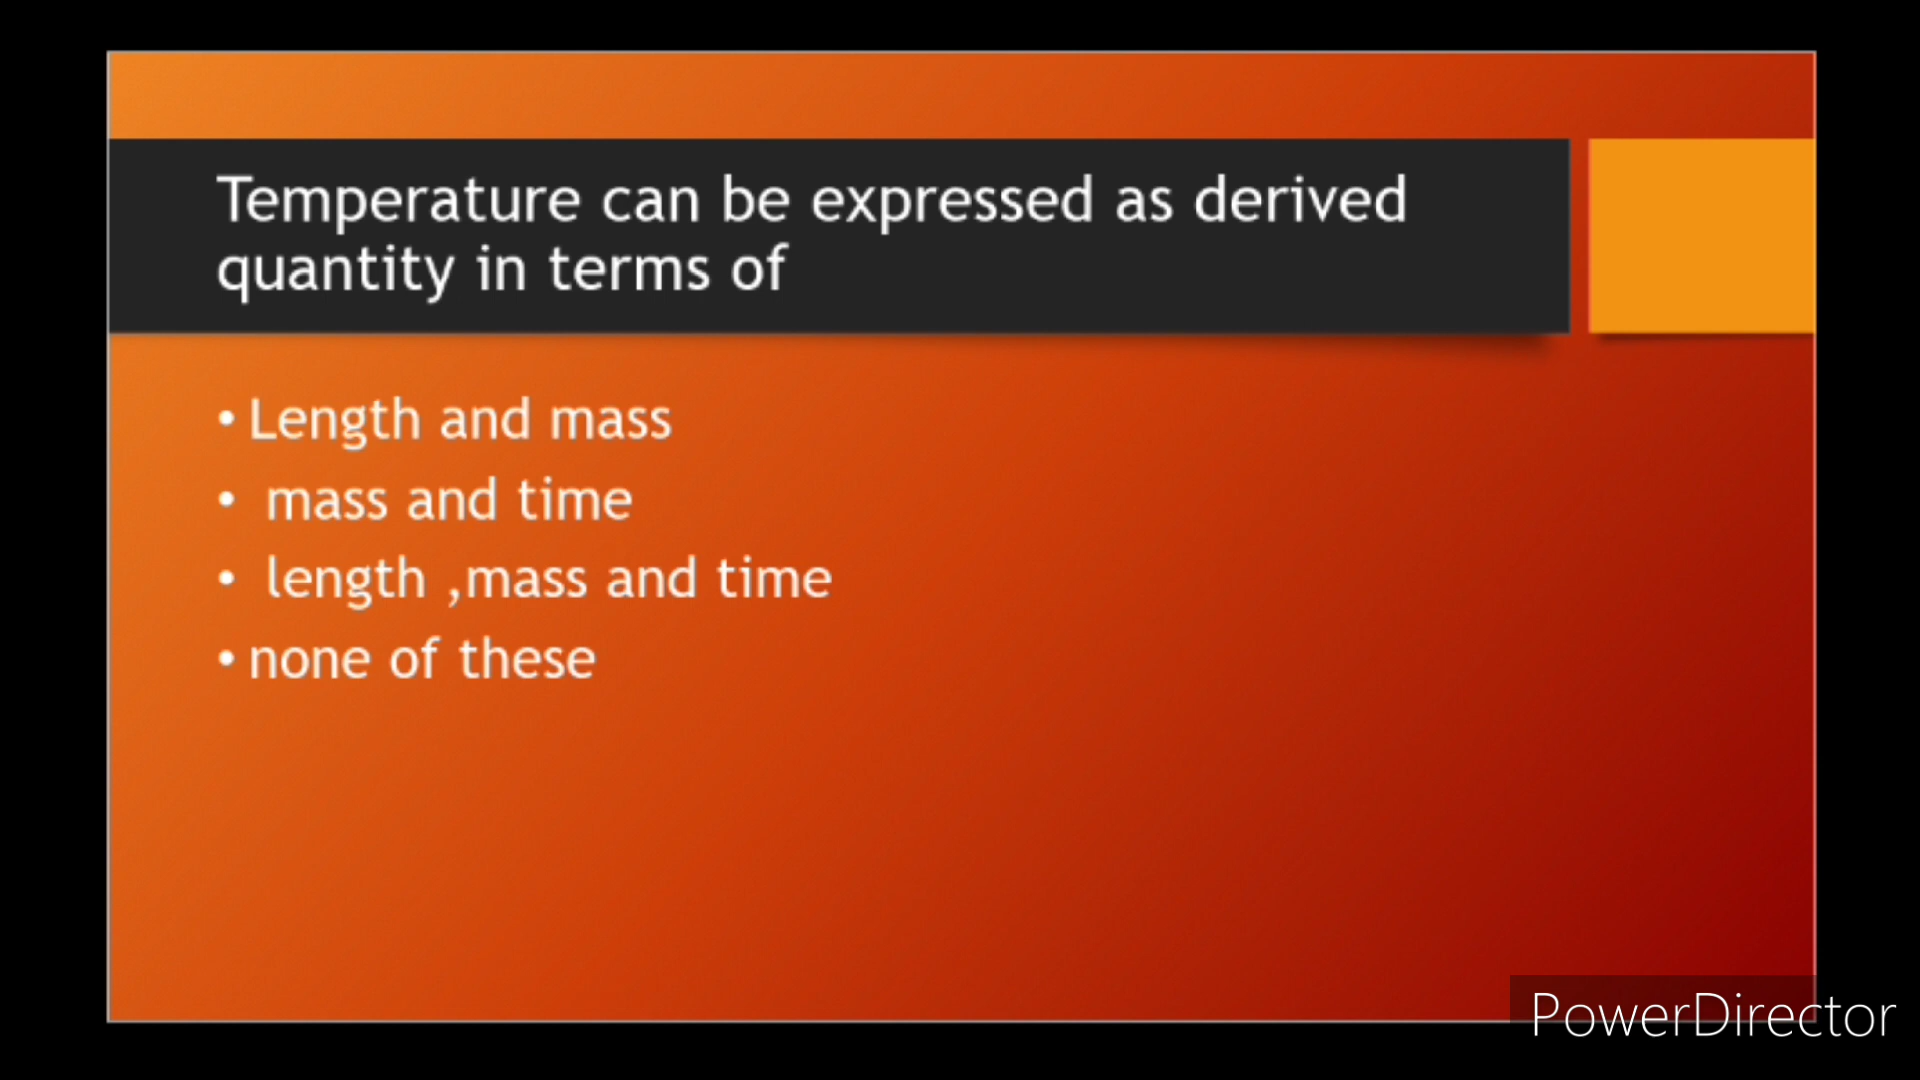 Temperature can be expressed as derived
quantity in terms of
• Length and mass
• mass and time
• length ,mass and time
• none of these
PowerDirector